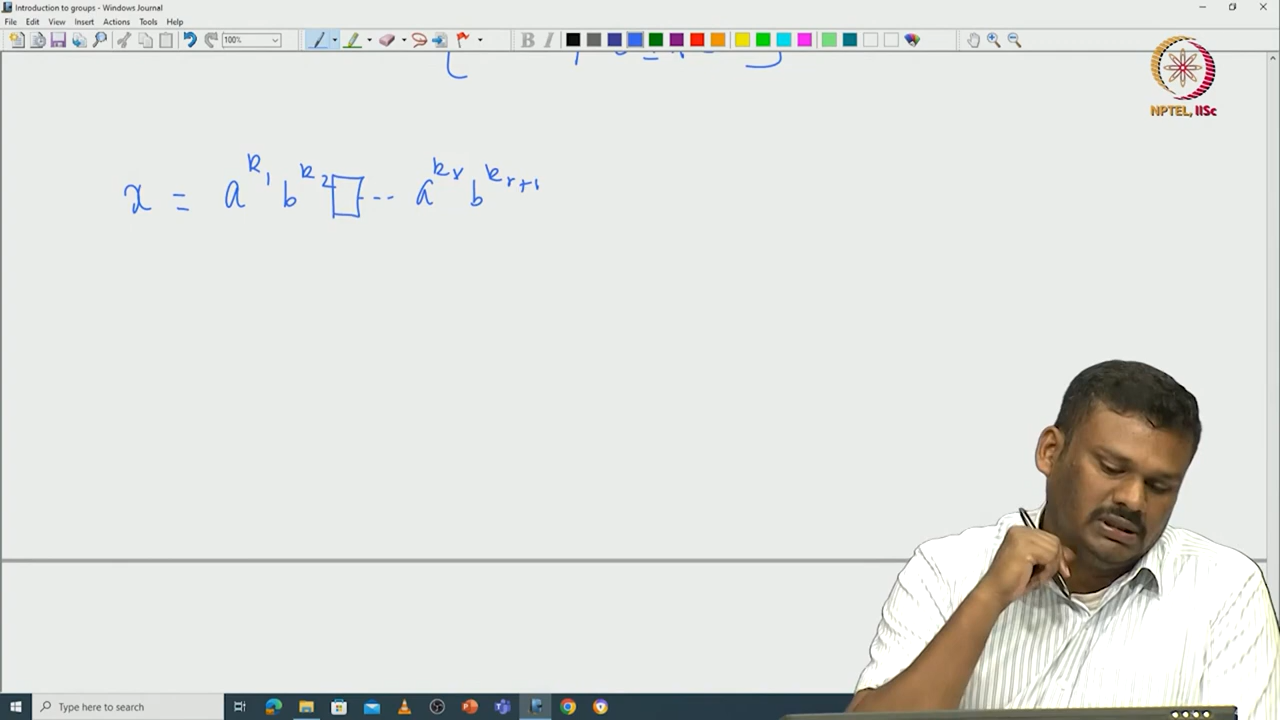 Introduction to groups - Windows Journal
File Edit View Insert Actions Tools Help
100%
B I
NPTEL, IISc
x = a^{k_1} b^{k_2} □ -- a^{k_r} b^{k_{r+1}}
Type here to search